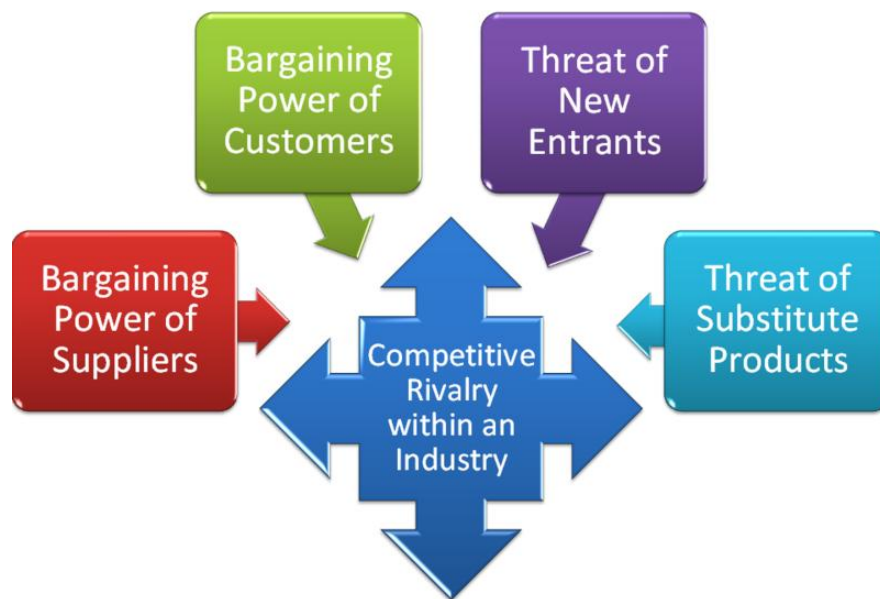 Bargaining
Power of
Customers
Threat of
New
Entrants
Bargaining
Power of
Suppliers
Threat of
Substitute
Products
Competitive
Rivalry
within an
Industry